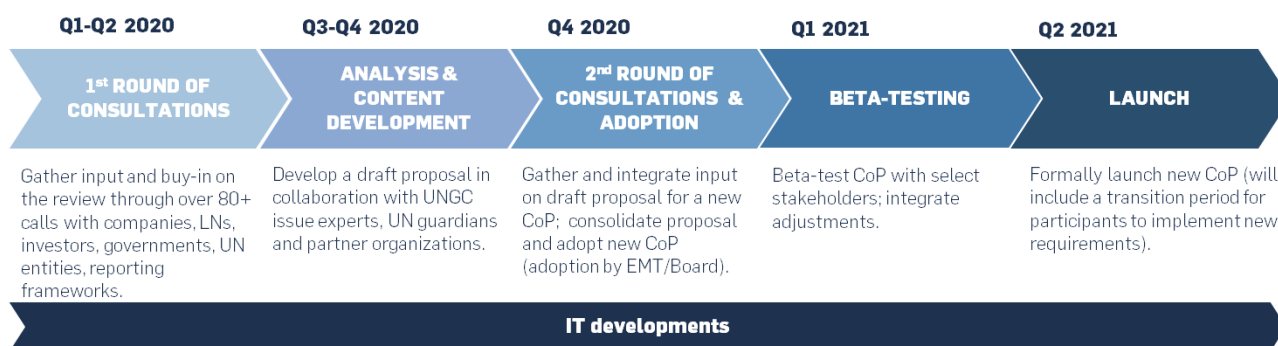 Q1-Q2 2020
1st ROUND OF
CONSULTATIONS
Gather input and buy-in on
the review through over 80+
calls with companies, LNs,
investors, governments, UN
entities, reporting
frameworks.
Q3-Q4 2020
ANALYSIS &
CONTENT
DEVELOPMENT
Develop a draft proposal in
collaboration with UNGC
issue experts, UN guardians
and partner organizations.
Q4 2020
2nd ROUND OF
CONSULTATIONS &
ADOPTION
Gather and integrate input
on draft proposal for a new
CoP; consolidate proposal
and adopt new CoP
(adoption by EMT/Board).
Q1 2021
BETA-TESTING
Beta-test CoP with select
stakeholders; integrate
adjustments.
Q2 2021
LAUNCH
Formally launch new CoP (will
include a transition period for
participants to implement new
requirements).
IT developments